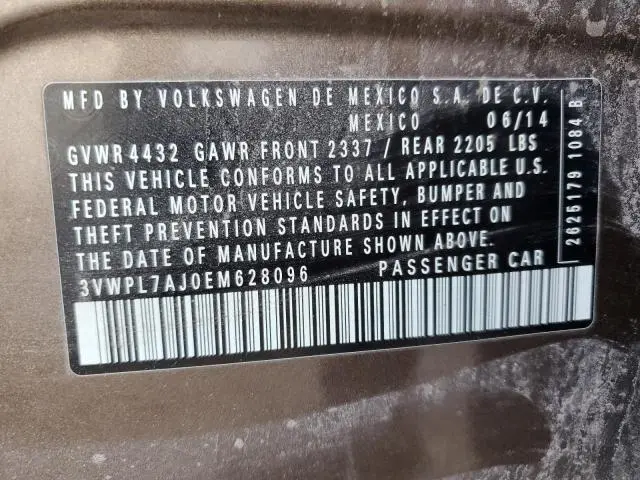 MFD BY VOLKSWAGEN DE MEXICO S.A. DE C.V.
MEXICO 06/14
GVWR 4432 GAWR FRONT 2337 / REAR 2205 LBS
THIS VEHICLE CONFORMS TO ALL APPLICABLE U.S.
FEDERAL MOTOR VEHICLE SAFETY, BUMPER AND
THEFT PREVENTION STANDARDS IN EFFECT ON
THE DATE OF MANUFACTURE SHOWN ABOVE.
3VWPL7AJ0EM628096 PASSENGER CAR
2626179 1084 B